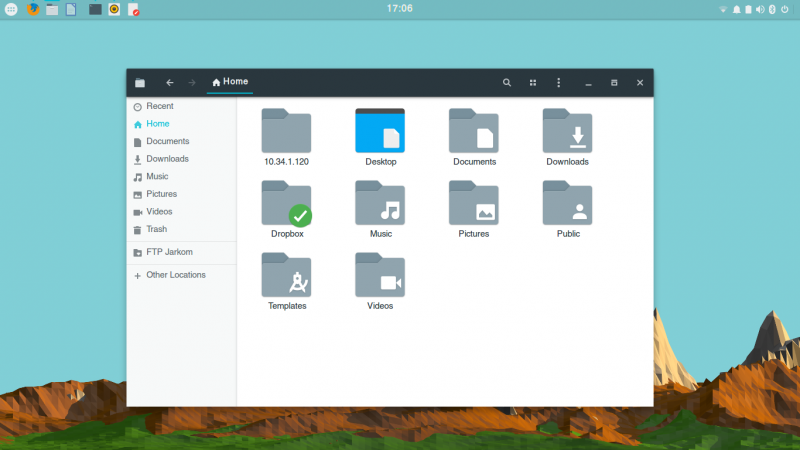 17:06
Home
Recent
Home
Documents
Downloads
Music
Pictures
Videos
Trash
FTP Jarkom
Other Locations
10.34.1.120
Desktop
Documents
Downloads
Dropbox
Music
Pictures
Public
Templates
Videos